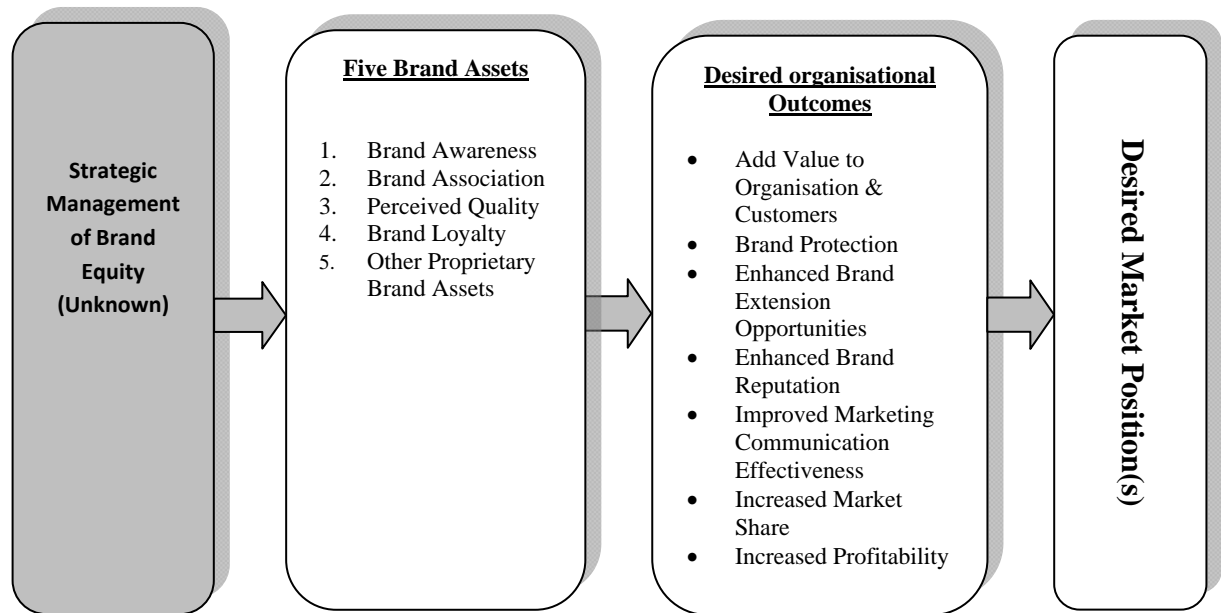 Strategic
Management
of Brand
Equity
(Unknown)
Five Brand Assets
1. Brand Awareness
2. Brand Association
3. Perceived Quality
4. Brand Loyalty
5. Other Proprietary
Brand Assets
Desired organisational
Outcomes
• Add Value to
Organisation &
Customers
• Brand Protection
• Enhanced Brand
Extension
Opportunities
• Enhanced Brand
Reputation
• Improved Marketing
Communication
Effectiveness
• Increased Market
Share
• Increased Profitability
Desired Market Position(s)